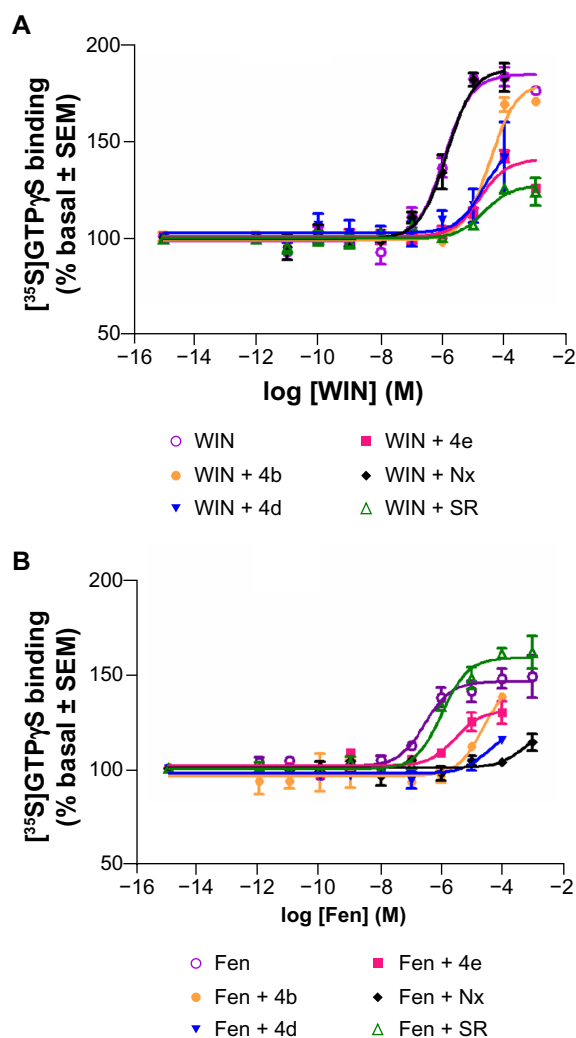 A
[³⁵S]GTPγS binding
(% basal ± SEM)
200
150
100
50
−16 −14 −12 −10 −8 −6 −4 −2
log [WIN] (M)
WIN WIN + 4e
WIN + 4b WIN + Nx
WIN + 4d WIN + SR
B
[³⁵S]GTPγS binding
(% basal ± SEM)
200
150
100
50
−16 −14 −12 −10 −8 −6 −4 −2
log [Fen] (M)
Fen Fen + 4e
Fen + 4b Fen + Nx
Fen + 4d Fen + SR